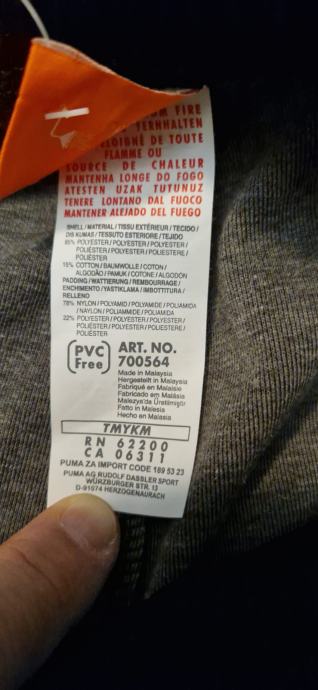 FIRE
FERNHALTEN
DE TOUTE
FLAMME OU
SOURCE DE CHALEUR
MANTENHA LONGE DO FOGO
ATESTEN UZAK TUTUNUZ
TENERE LONTANO DAL FUOCO
MANTENER ALEJADO DEL FUEGO
SHELL / MATERIAL / TISSU EXTÉRIEUR / TECIDO /
DIS KUMAS / TESSUTO ESTERIORE / TEJIDO
85% POLYESTER / POLYESTER / POLYESTER /
POLIÉSTER / POLYESTER / POLIESTERE /
POLIÉSTER
15% COTTON / BAUMWOLLE / COTON /
ALGODÃO / PAMUK / COTONE / ALGODÓN
PADDING / WATTIERUNG / REMBOURRAGE /
ENCHIMENTO / YASTIKLAMA / IMBOTTITURA /
RELLENO
78% NYLON / POLYAMID / POLYAMIDE / POLIAMIDA
/ NAYLON / POLIAMMIDE / POLIAMIDA
22% POLYESTER / POLYESTER / POLYESTER /
POLIÉSTER / POLYESTER / POLIESTERE /
POLIÉSTER
PVC Free
ART. NO.
700564
Made in Malaysia
Hergestellt in Malaysia
Fabriqué en Malaisie
Fabricado em Malásia
Malezya'da Üretilmiştir
Fatto in Malesia
Hecho en Malasia
TMYKM
RN 62200
CA 06311
PUMA ZA IMPORT CODE 189 53 23
PUMA AG RUDOLF DASSLER SPORT
WÜRZBURGER STR. 13
D-91074 HERZOGENAURACH